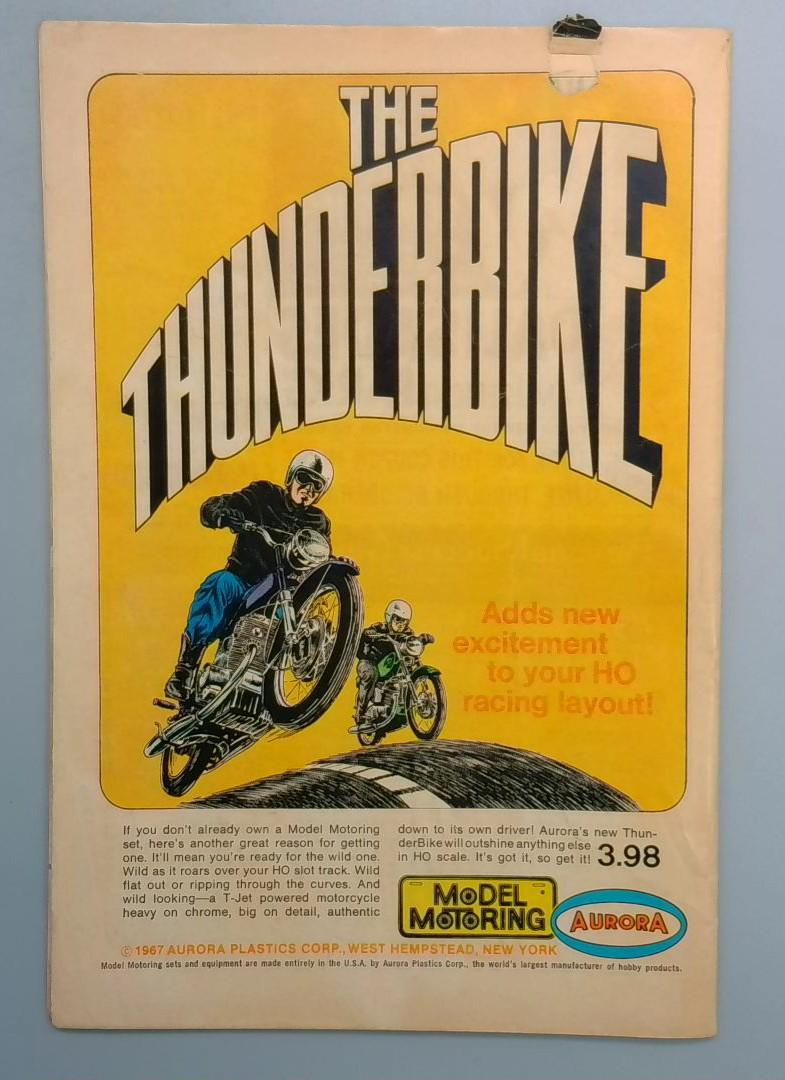 THE
THUNDERBIKE
Adds new
excitement
to your HO
racing layout!
If you don't already own a Model Motoring
set, here's another great reason for getting
one. It'll mean you're ready for the wild one.
Wild as it roars over your HO slot track. Wild
flat out or ripping through the curves. And
wild looking—a T-Jet powered motorcycle
heavy on chrome, big on detail, authentic
down to its own driver! Aurora's new Thun-
derBike will outshine anything else
in HO scale. It's got it, so get it! 3.98
MODEL
MOTORING
AURORA
© 1967 AURORA PLASTICS CORP., WEST HEMPSTEAD, NEW YORK
Model Motoring sets and equipment are made entirely in the U.S.A. by Aurora Plastics Corp., the world's largest manufacturer of hobby products.